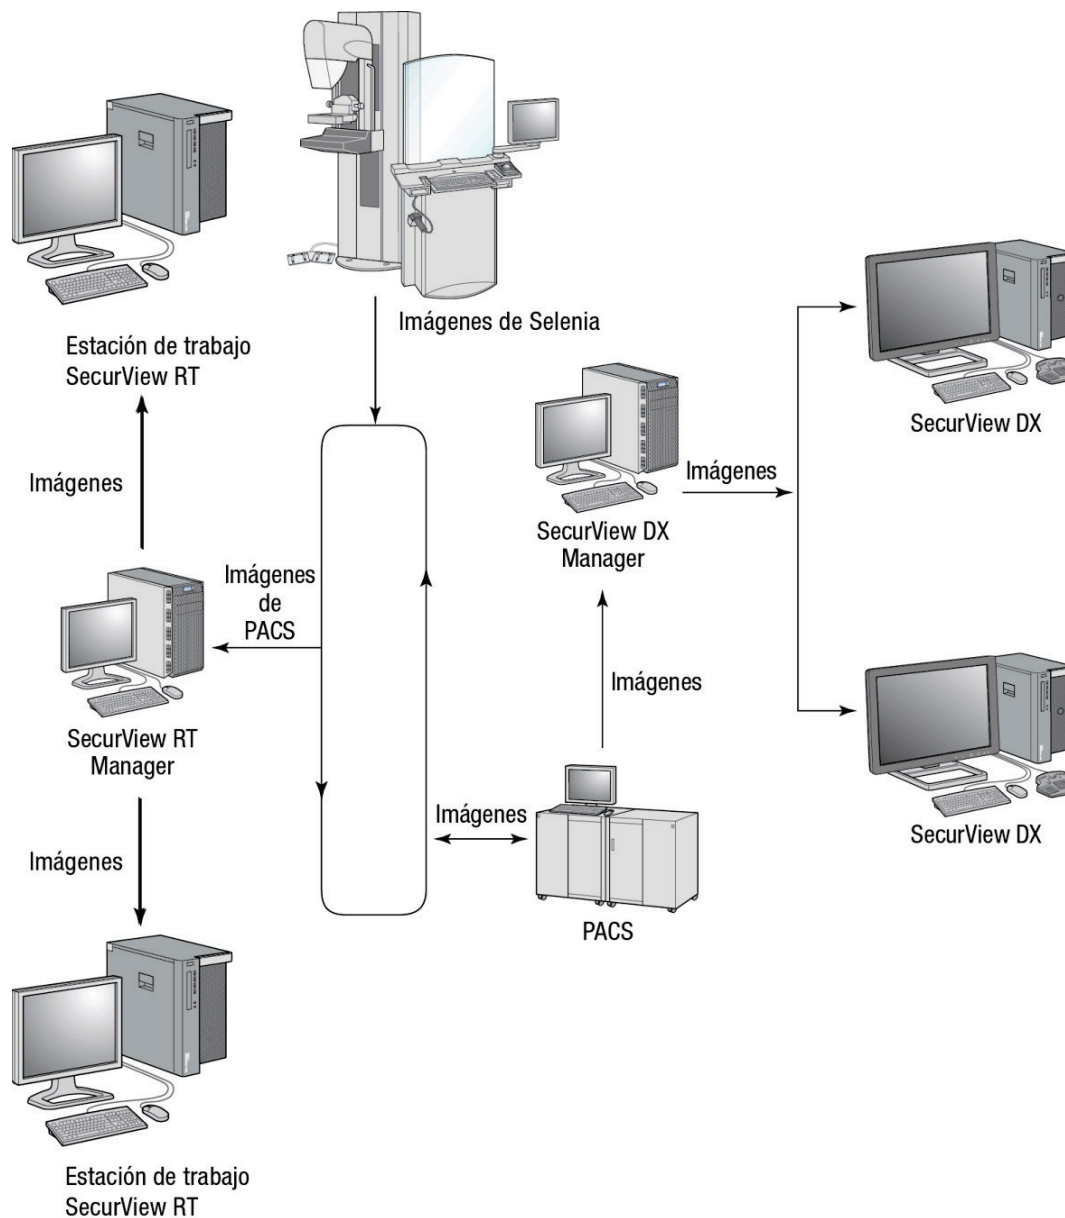 Imágenes de Selenia
Estación de trabajo
SecurView RT
SecurView DX
Imágenes
Imágenes
SecurView DX
Manager
Imágenes
de
PACS
Imágenes
SecurView RT
Manager
Imágenes
SecurView DX
Imágenes
PACS
Estación de trabajo
SecurView RT